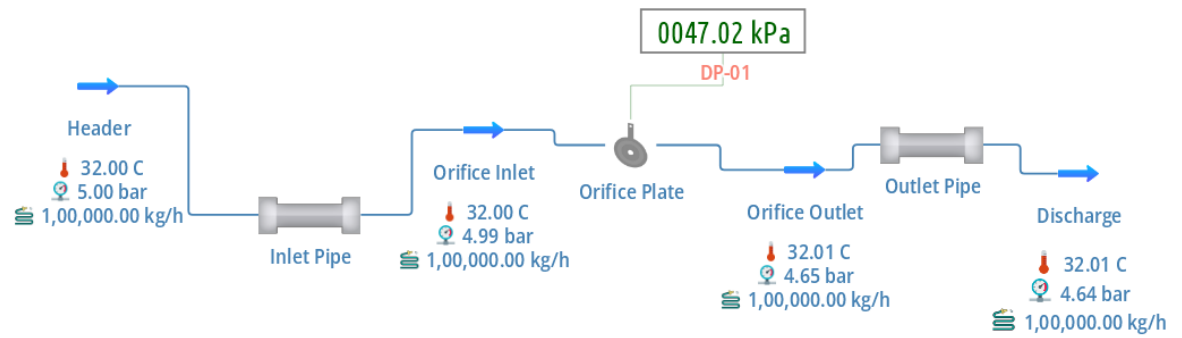 0047.02 kPa
DP-01
Header
32.00 C
5.00 bar
1,00,000.00 kg/h
Inlet Pipe
Orifice Inlet
32.00 C
4.99 bar
1,00,000.00 kg/h
Orifice Plate
Orifice Outlet
32.01 C
4.65 bar
1,00,000.00 kg/h
Outlet Pipe
Discharge
32.01 C
4.64 bar
1,00,000.00 kg/h